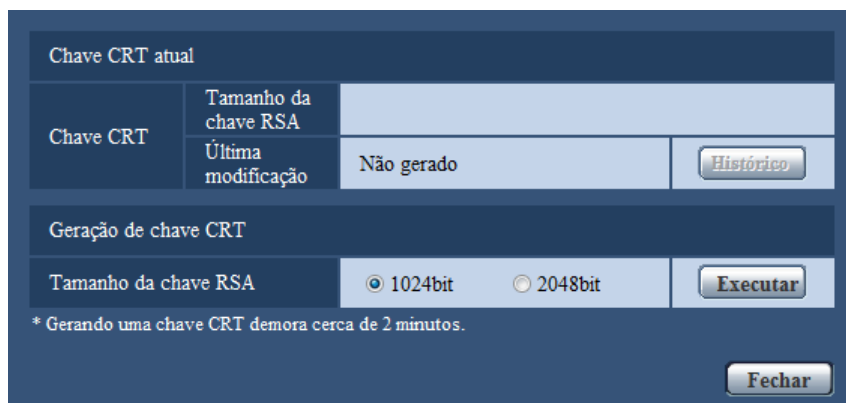 Chave CRT atual
Chave CRT
Tamanho da
chave RSA
Última
modificação
Não gerado
Histórico
Geração de chave CRT
Tamanho da chave RSA
1024bit
2048bit
Executar
* Gerando uma chave CRT demora cerca de 2 minutos.
Fechar